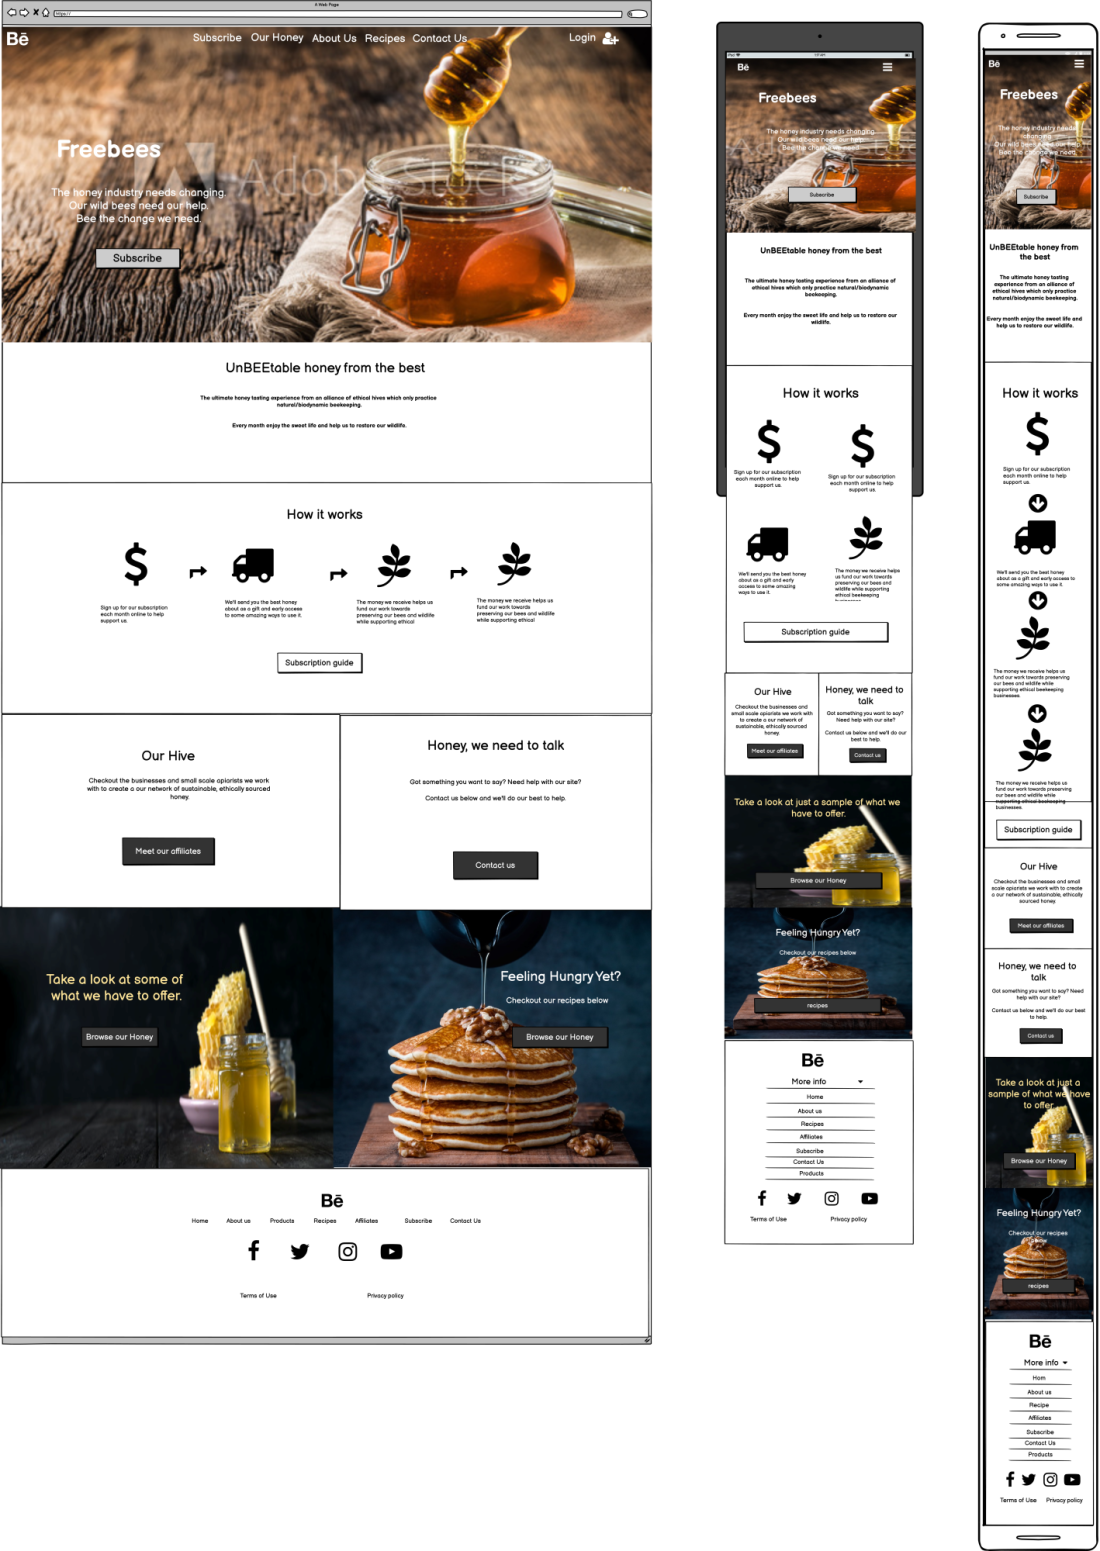 A Web Page
https://
Bē
Subscribe Our Honey About Us Recipes Contact Us
Login
Freebees
The honey industry needs changing.
Our wild bees need our help.
Bee the change we need.
Subscribe
UnBEEtable honey from the best
The ultimate honey tasting experience from an alliance of ethical hives which only practice
natural/biodynamic beekeeping.
Every month enjoy the sweet life and help us to restore our wildlife.
How it works
Sign up for our subscription
each month online to help
support us.
We'll send you the best honey
about as a gift and early access
to some amazing ways to use it.
The money we receive helps us
fund our work towards
preserving our bees and wildlife
while supporting ethical
The money we receive helps us
fund our work towards
preserving our bees and wildlife
while supporting ethical
Subscription guide
Our Hive
Checkout the businesses and small scale apiorists we work
with to create a our network of sustainable, ethically sourced
honey.
Meet our affiliates
Honey, we need to talk
Got something you want to say? Need help with our site?
Contact us below and we'll do our best to help.
Contact us
Take a look at some of
what we have to offer.
Browse our Honey
Feeling Hungry Yet?
Checkout our recipes below
Browse our Honey
Bē
Home About us Products Recipes Affiliates Subscribe Contact Us
Terms of Use Privacy policy
Bē
Freebees
The honey industry needs changing.
Our wild bees need our help.
Bee the change we need.
Subscribe
UnBEEtable honey from the best
The ultimate honey tasting experience from an alliance of
ethical hives which only practice natural/biodynamic
beekeeping.
Every month enjoy the sweet life and help us to restore our
wildlife.
How it works
Sign up for our subscription
each month online to help
support us.
Sign up for our subscription
each month online to help
support us.
We'll send you the best honey
about as a gift and early
access to some amazing
ways to use it.
The money we receive helps
us fund our work towards
preserving our bees and
wildlife while supporting
ethical beekeeping
Subscription guide
Our Hive
Checkout the businesses and
small scale apiorists we work with
to create a our network of
sustainable, ethically sourced
honey.
Meet our affiliates
Honey, we need to
talk
Got something you want to say?
Need help with our site?
Contact us below and we'll do our
best to help.
Contact us
Take a look at just a sample of what we
have to offer.
Browse our Honey
Feeling Hungry Yet?
Checkout our recipes below
recipes
Bē
More info
Home
About us
Recipes
Affiliates
Subscribe
Contact Us
Products
Terms of Use Privacy policy
Bē
Freebees
The honey industry needs
changing.
Our wild bees need our help.
Bee the change we need.
Subscribe
UnBEEtable honey from
the best
The ultimate honey tasting
experience from an alliance of
ethical hives which only practice
natural/biodynamic beekeeping.
Every month enjoy the sweet life and
help us to restore our wildlife.
How it works
Sign up for our subscription
each month online to help
support us.
We'll send you the best honey
about as a gift and early access to
some amazing ways to use it.
The money we receive helps us
fund our work towards preserving
our bees and wildlife while
supporting ethical beekeeping
businesses.
The money we receive helps us
fund our work towards preserving
our bees and wildlife while
supporting ethical beekeeping
businesses.
Subscription guide
Our Hive
Checkout the businesses and small
scale apiorists we work with to create
a our network of sustainable, ethically
sourced honey.
Meet our affiliates
Honey, we need to
talk
Got something you want to say? Need
help with our site?
Contact us below and we'll do our best
to help.
Contact us
Take a look at just a
sample of what we have
to offer.
Browse our Honey
Feeling Hungry Yet?
Checkout our recipes
recipes
Bē
More info
Hom
About us
Recipe
Affiliates
Subscribe
Contact Us
Products
Terms of Use Privacy policy